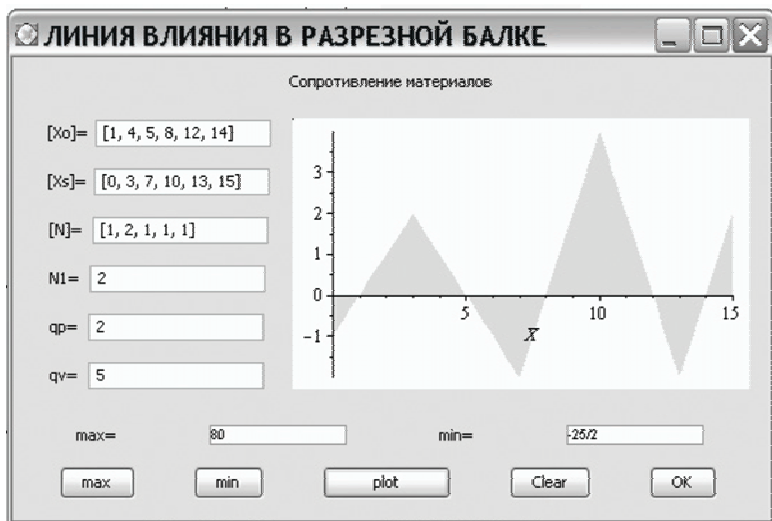 ЛИНИЯ ВЛИЯНИЯ В РАЗРЕЗНОЙ БАЛКЕ
Сопротивление материалов
[Xo]= [1, 4, 5, 8, 12, 14]
[Xs]= [0, 3, 7, 10, 13, 15]
[N]= [1, 2, 1, 1, 1]
N1= 2
qp= 2
qv= 5
3
2
1
0
-1
5 10 15
X
max= 80 min= -25/2
max min plot Clear OK